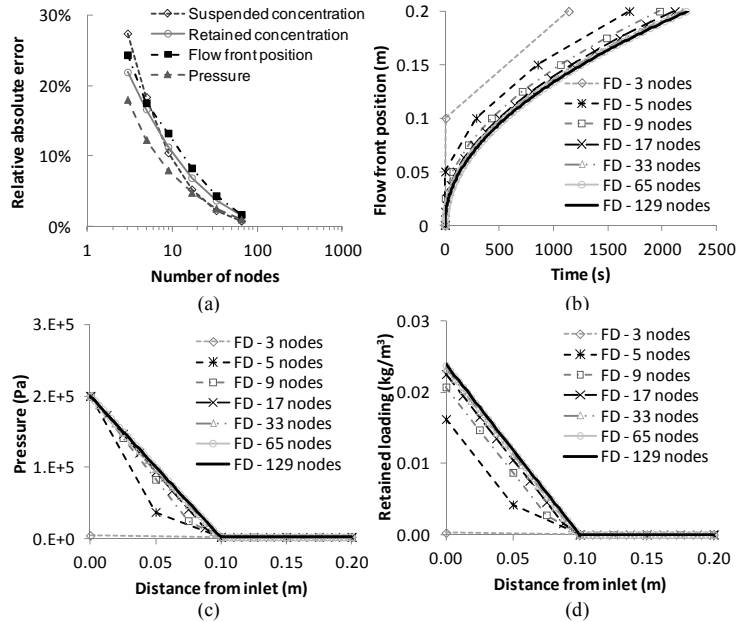 30%
20%
10%
0%
Relative absolute error
Suspended concentration
Retained concentration
Flow front position
Pressure
1 10 100 1000
Number of nodes
(a)
0.2
0.15
0.1
0.05
0
Flow front position (m)
FD - 3 nodes
FD - 5 nodes
FD - 9 nodes
FD - 17 nodes
FD - 33 nodes
FD - 65 nodes
FD - 129 nodes
0 500 1000 1500 2000 2500
Time (s)
(b)
3.E+5
2.E+5
1.E+5
0.E+0
Pressure (Pa)
FD - 3 nodes
FD - 5 nodes
FD - 9 nodes
FD - 17 nodes
FD - 33 nodes
FD - 65 nodes
FD - 129 nodes
0.00 0.05 0.10 0.15 0.20
Distance from inlet (m)
(c)
0.03
0.02
0.01
0.00
Retained loading (kg/m³)
FD - 3 nodes
FD - 5 nodes
FD - 9 nodes
FD - 17 nodes
FD - 33 nodes
FD - 65 nodes
FD - 129 nodes
0.00 0.05 0.10 0.15 0.20
Distance from inlet (m)
(d)